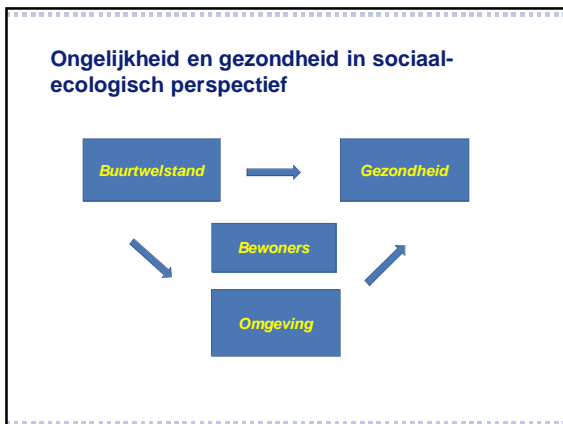 Ongelijkheid en gezondheid in sociaal-
ecologisch perspectief
Buurtwelstand
Gezondheid
Bewoners
Omgeving